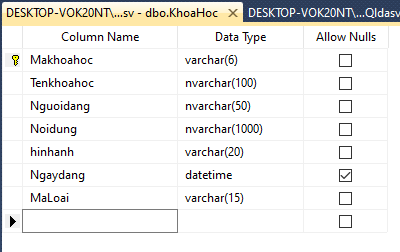 DESKTOP-VOK20NT\...sv - dbo.KhoaHoc DESKTOP-VOK20NT\...Qldasv
Column Name Data Type Allow Nulls
Makhoahoc varchar(6)
Tenkhoahoc nvarchar(100)
Nguoidang nvarchar(50)
Noidung nvarchar(1000)
hinhanh varchar(20)
Ngaydang datetime
MaLoai varchar(15)